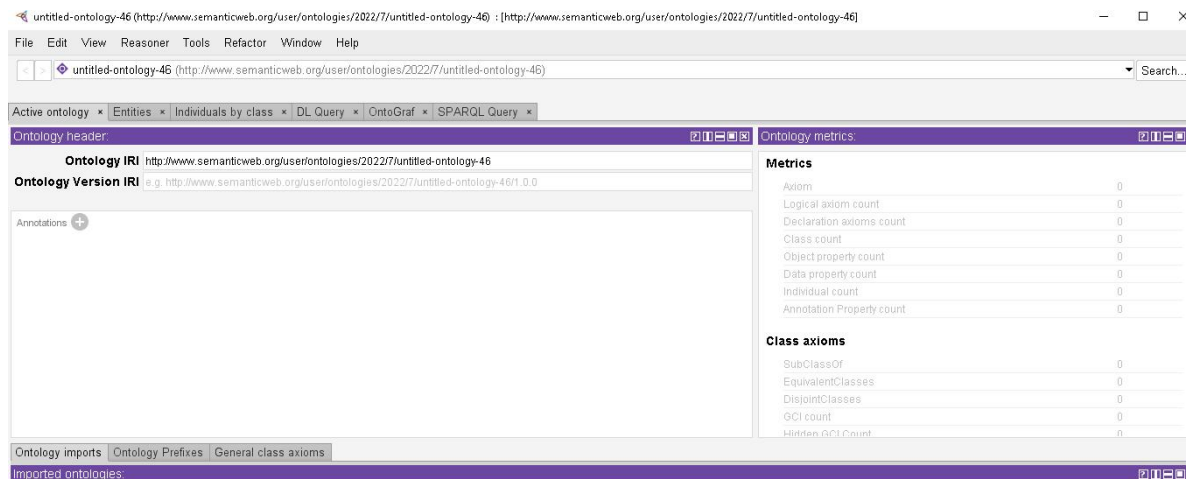 untitled-ontology-46 (http://www.semanticweb.org/user/ontologies/2022/7/untitled-ontology-46) : [http://www.semanticweb.org/user/ontologies/2022/7/untitled-ontology-46]
File Edit View Reasoner Tools Refactor Window Help
< > untitled-ontology-46 (http://www.semanticweb.org/user/ontologies/2022/7/untitled-ontology-46) Search...
Active ontology × Entities × Individuals by class × DL Query × OntoGraf × SPARQL Query ×
Ontology header:
Ontology IRI http://www.semanticweb.org/user/ontologies/2022/7/untitled-ontology-46
Ontology Version IRI e.g. http://www.semanticweb.org/user/ontologies/2022/7/untitled-ontology-46/1.0.0
Annotations
Ontology metrics:
Metrics
Axiom 0
Logical axiom count 0
Declaration axioms count 0
Class count 0
Object property count 0
Data property count 0
Individual count 0
Annotation Property count 0
Class axioms
SubClassOf 0
EquivalentClasses 0
DisjointClasses 0
GCI count 0
Hidden GCI Count 0
Ontology imports Ontology Prefixes General class axioms
Imported ontologies: